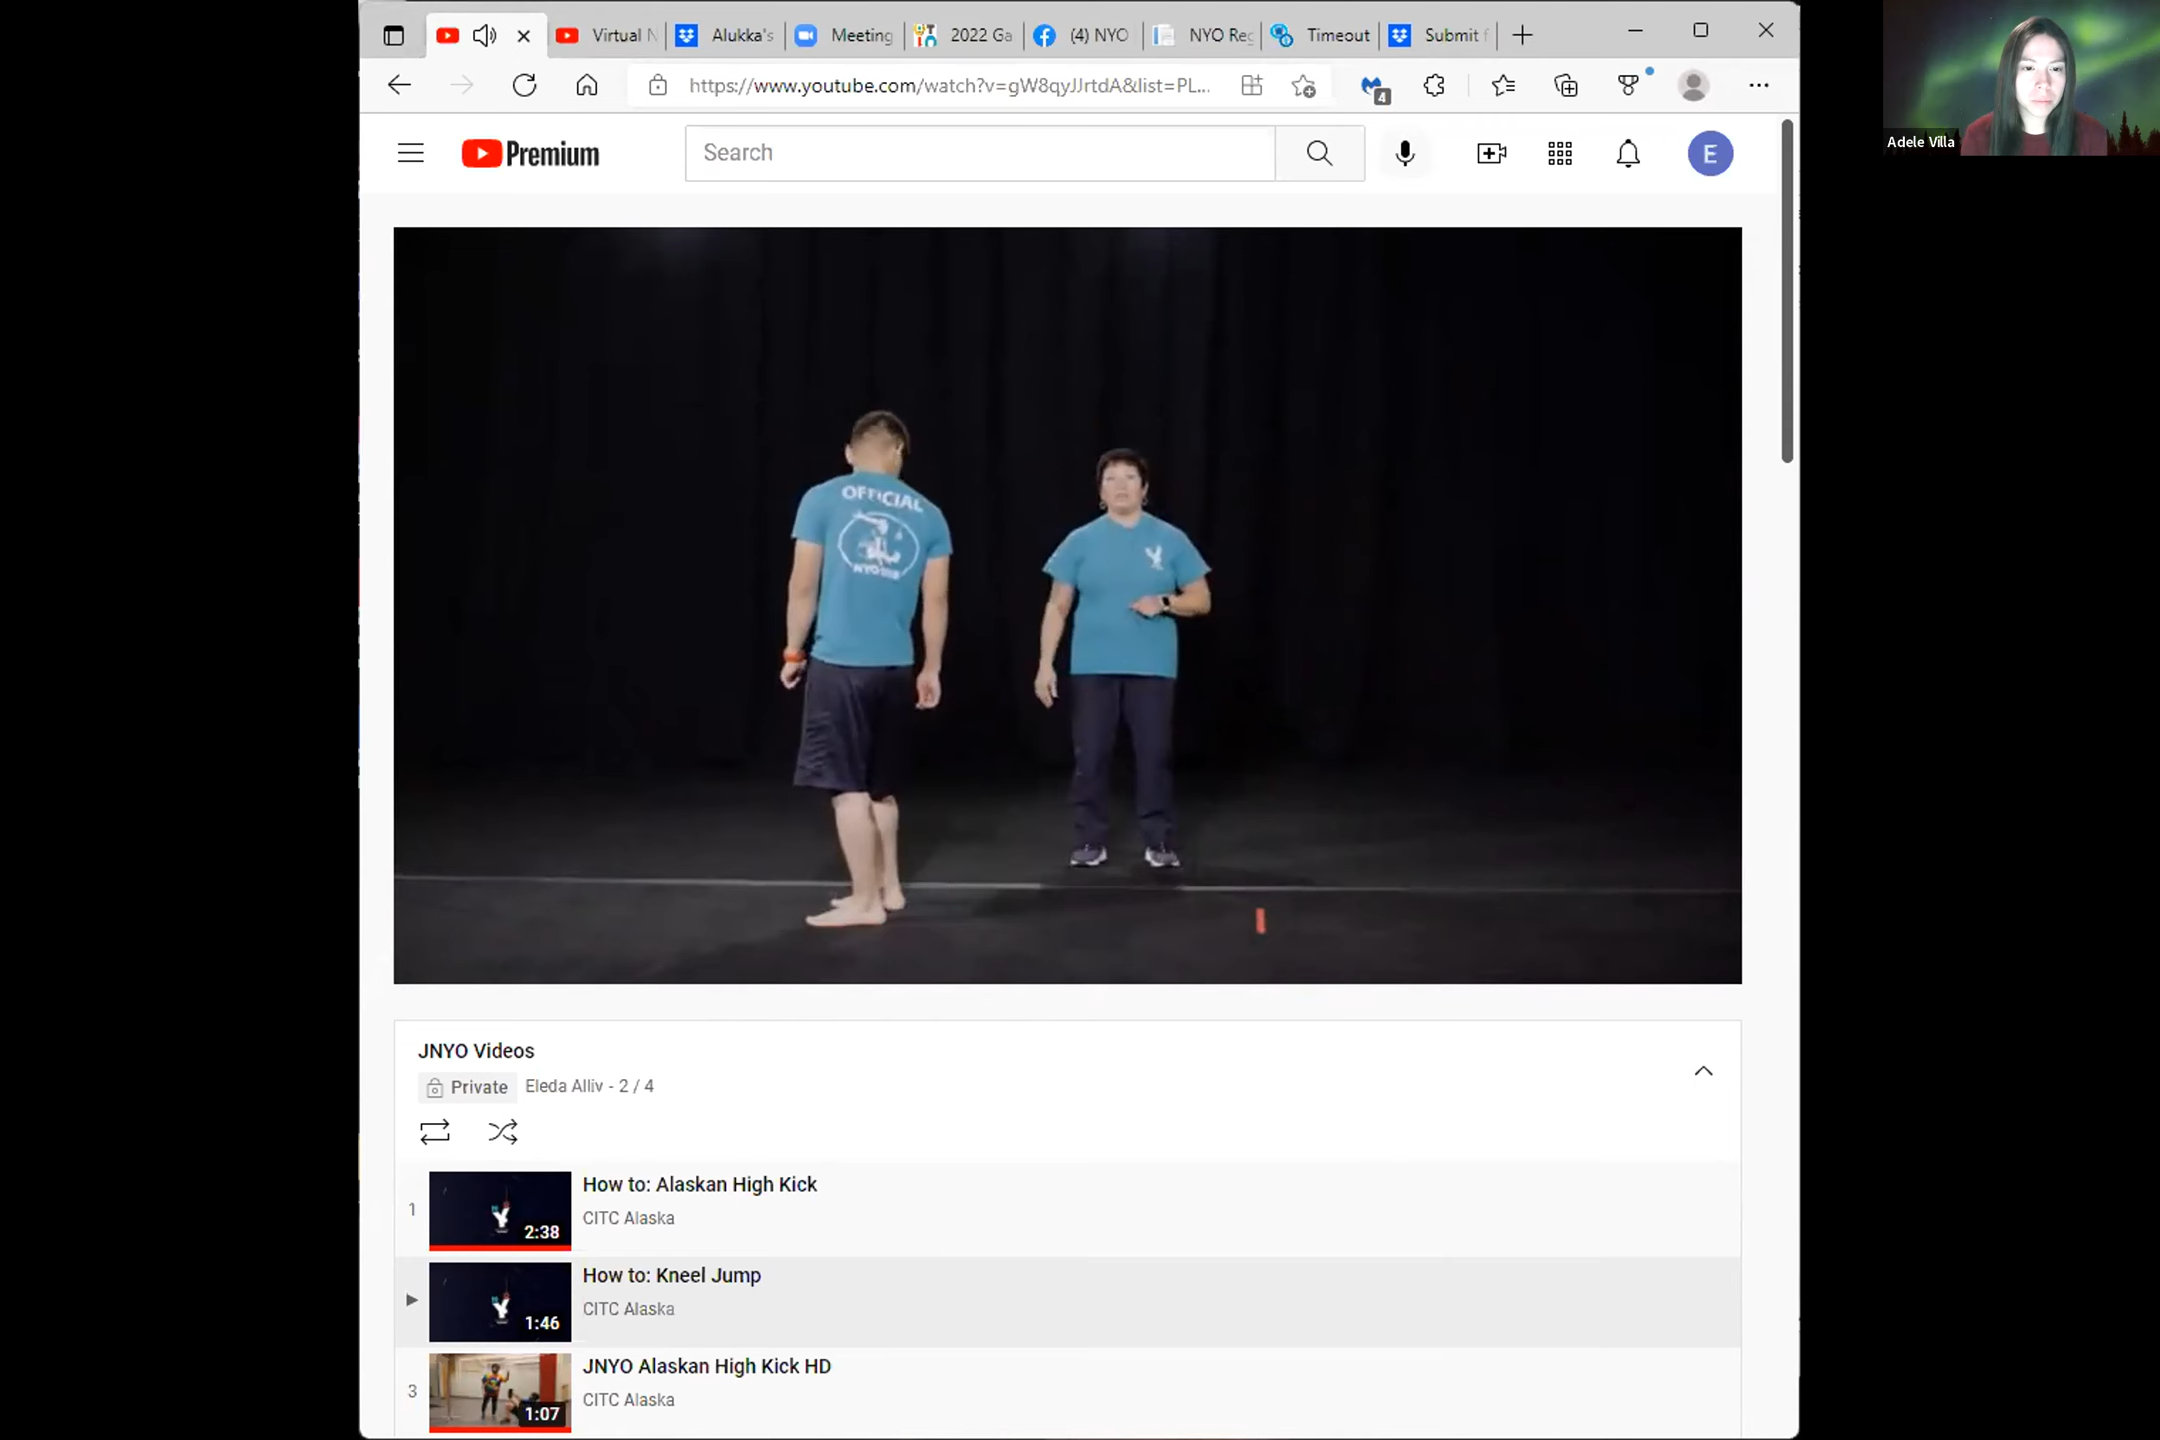 Virtual N
Alukka's
Meeting
2022 Ga
(4) NYO
NYO Reg
Timeout
Submit f
https://www.youtube.com/watch?v=gW8qyJJrtdA&list=PL...
4
Premium
Search
E
Adele Villa
OFFICIAL
JNYO Videos
Private
Eleda Alliv - 2 / 4
1
2:38
How to: Alaskan High Kick
CITC Alaska
1:46
How to: Kneel Jump
CITC Alaska
3
1:07
JNYO Alaskan High Kick HD
CITC Alaska